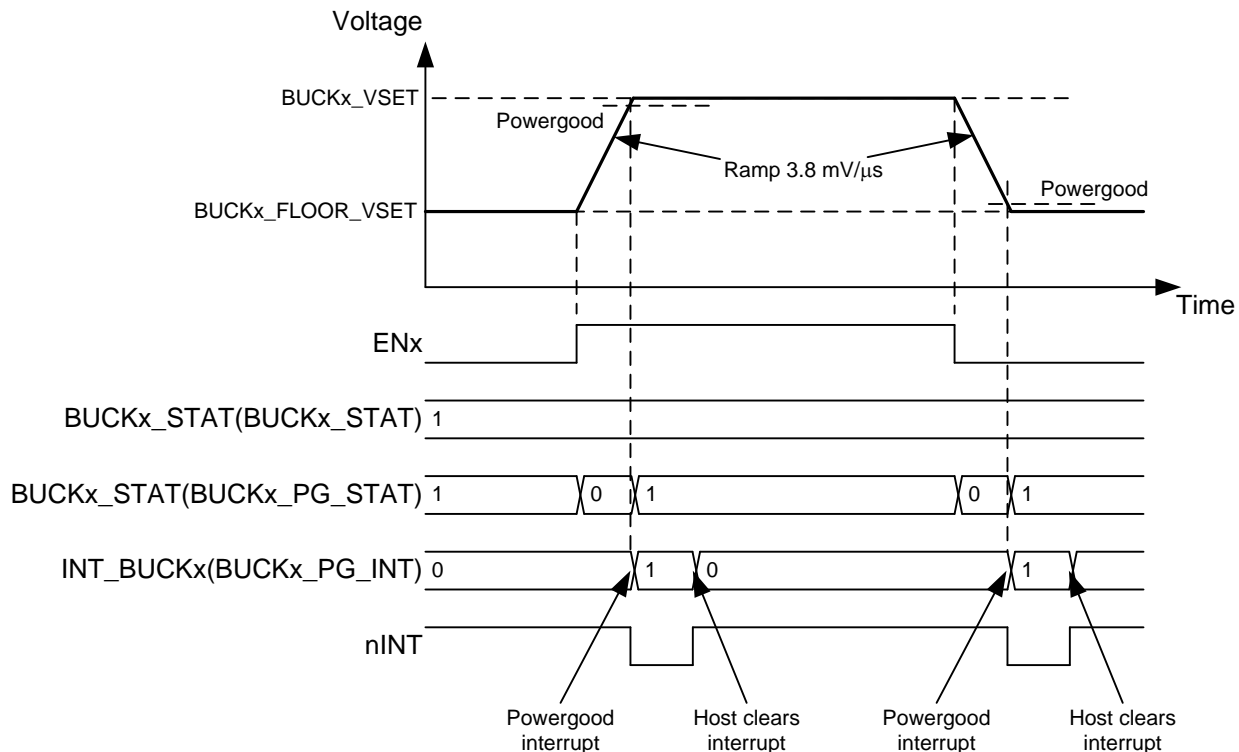 Voltage
BUCKx_VSET
Powergood
Ramp 3.8 mV/μs
Powergood
BUCKx_FLOOR_VSET
Time
ENx
BUCKx_STAT(BUCKx_STAT) 1
BUCKx_STAT(BUCKx_PG_STAT) 1 0 1 0 1
INT_BUCKx(BUCKx_PG_INT) 0 1 0 1
nINT
Powergood
interrupt
Host clears
interrupt
Powergood
interrupt
Host clears
interrupt